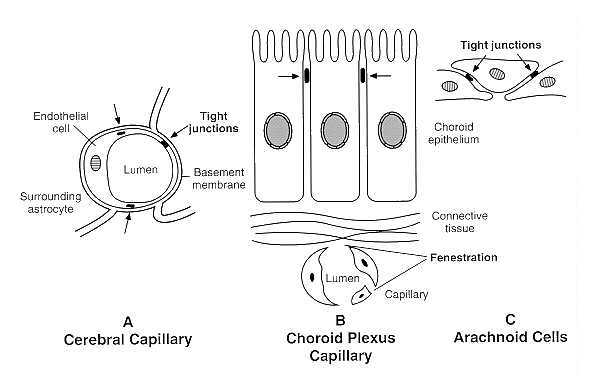 Tight junctions
Endothelial
cell
Tight
junctions
Lumen
Basement
membrane
Surrounding
astrocyte
Choroid
epithelium
Connective
tissue
Fenestration
Lumen
Capillary
A
Cerebral Capillary
B
Choroid Plexus
Capillary
C
Arachnoid Cells